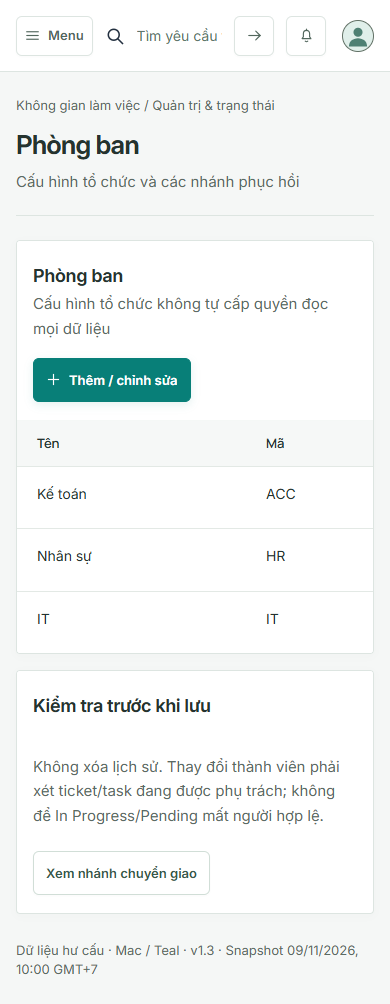 Menu
Tìm yêu cầu
Không gian làm việc / Quản trị & trạng thái
Phòng ban
Cấu hình tổ chức và các nhánh phục hồi
Phòng ban
Cấu hình tổ chức không tự cấp quyền đọc
mọi dữ liệu
Thêm / chỉnh sửa
Tên Mã
Kế toán ACC
Nhân sự HR
IT IT
Kiểm tra trước khi lưu
Không xóa lịch sử. Thay đổi thành viên phải
xét ticket/task đang được phụ trách; không
để In Progress/Pending mất người hợp lệ.
Xem nhánh chuyển giao
Dữ liệu hư cấu · Mac / Teal · v1.3 · Snapshot 09/11/2026,
10:00 GMT+7